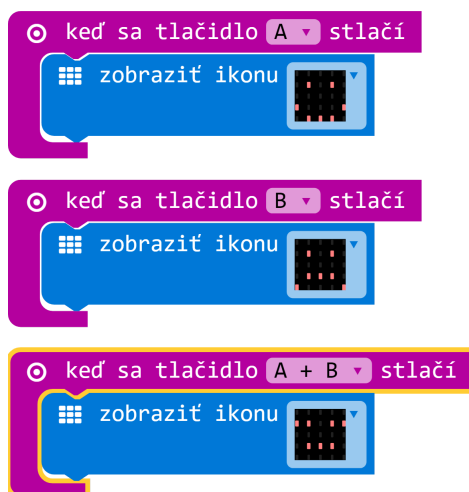 keď sa tlačidlo A stlačí
zobraziť ikonu
keď sa tlačidlo B stlačí
zobraziť ikonu
keď sa tlačidlo A + B stlačí
zobraziť ikonu